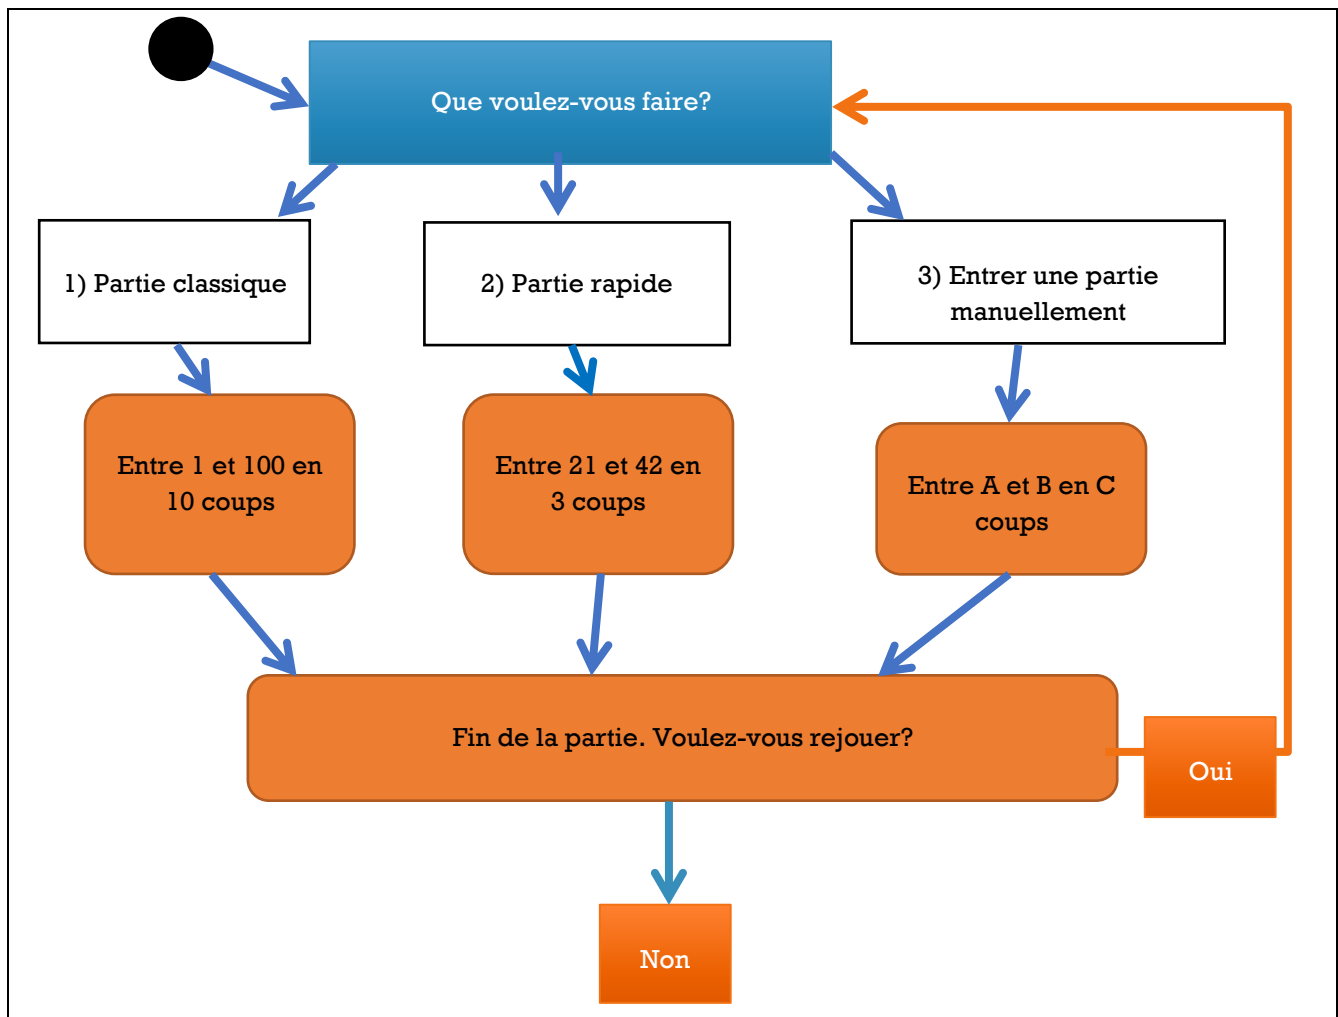 Que voulez-vous faire?
1) Partie classique
2) Partie rapide
3) Entrer une partie
manuellement
Entre 1 et 100 en
10 coups
Entre 21 et 42 en
3 coups
Entre A et B en C
coups
Fin de la partie. Voulez-vous rejouer?
Oui
Non